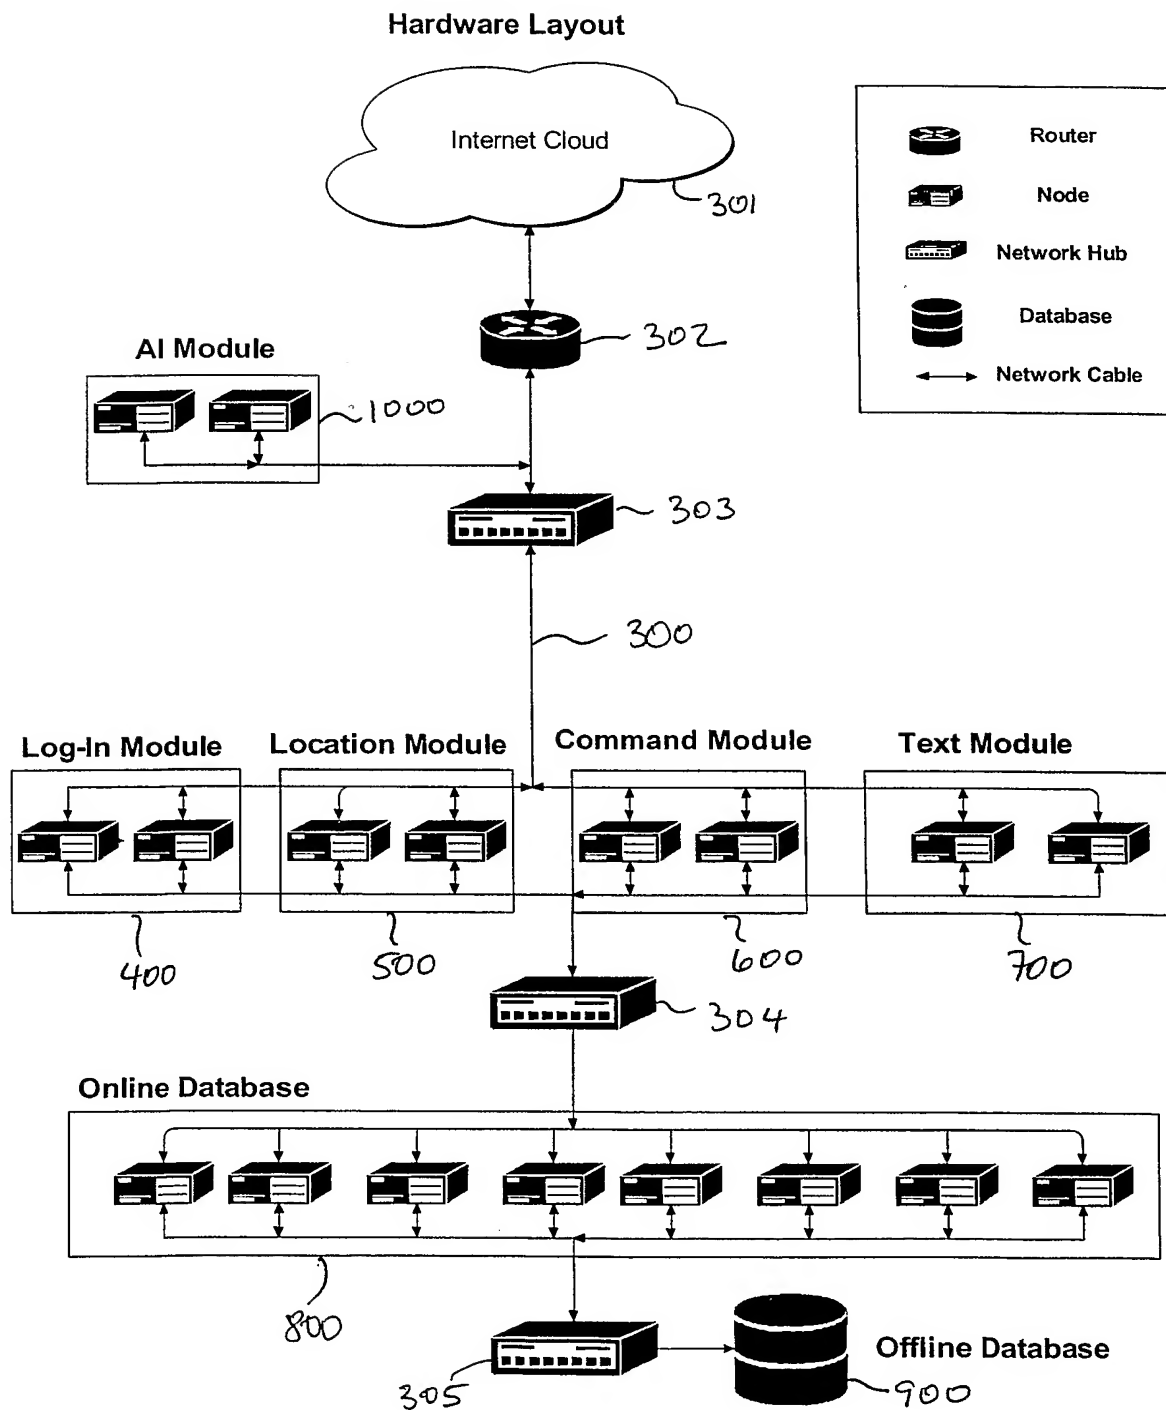 Hardware Layout
Internet Cloud
301
Router
Node
Network Hub
Database
Network Cable
302
AI Module
1000
303
300
Log-In Module
Location Module
Command Module
Text Module
400
500
600
700
304
Online Database
800
305
Offline Database
900